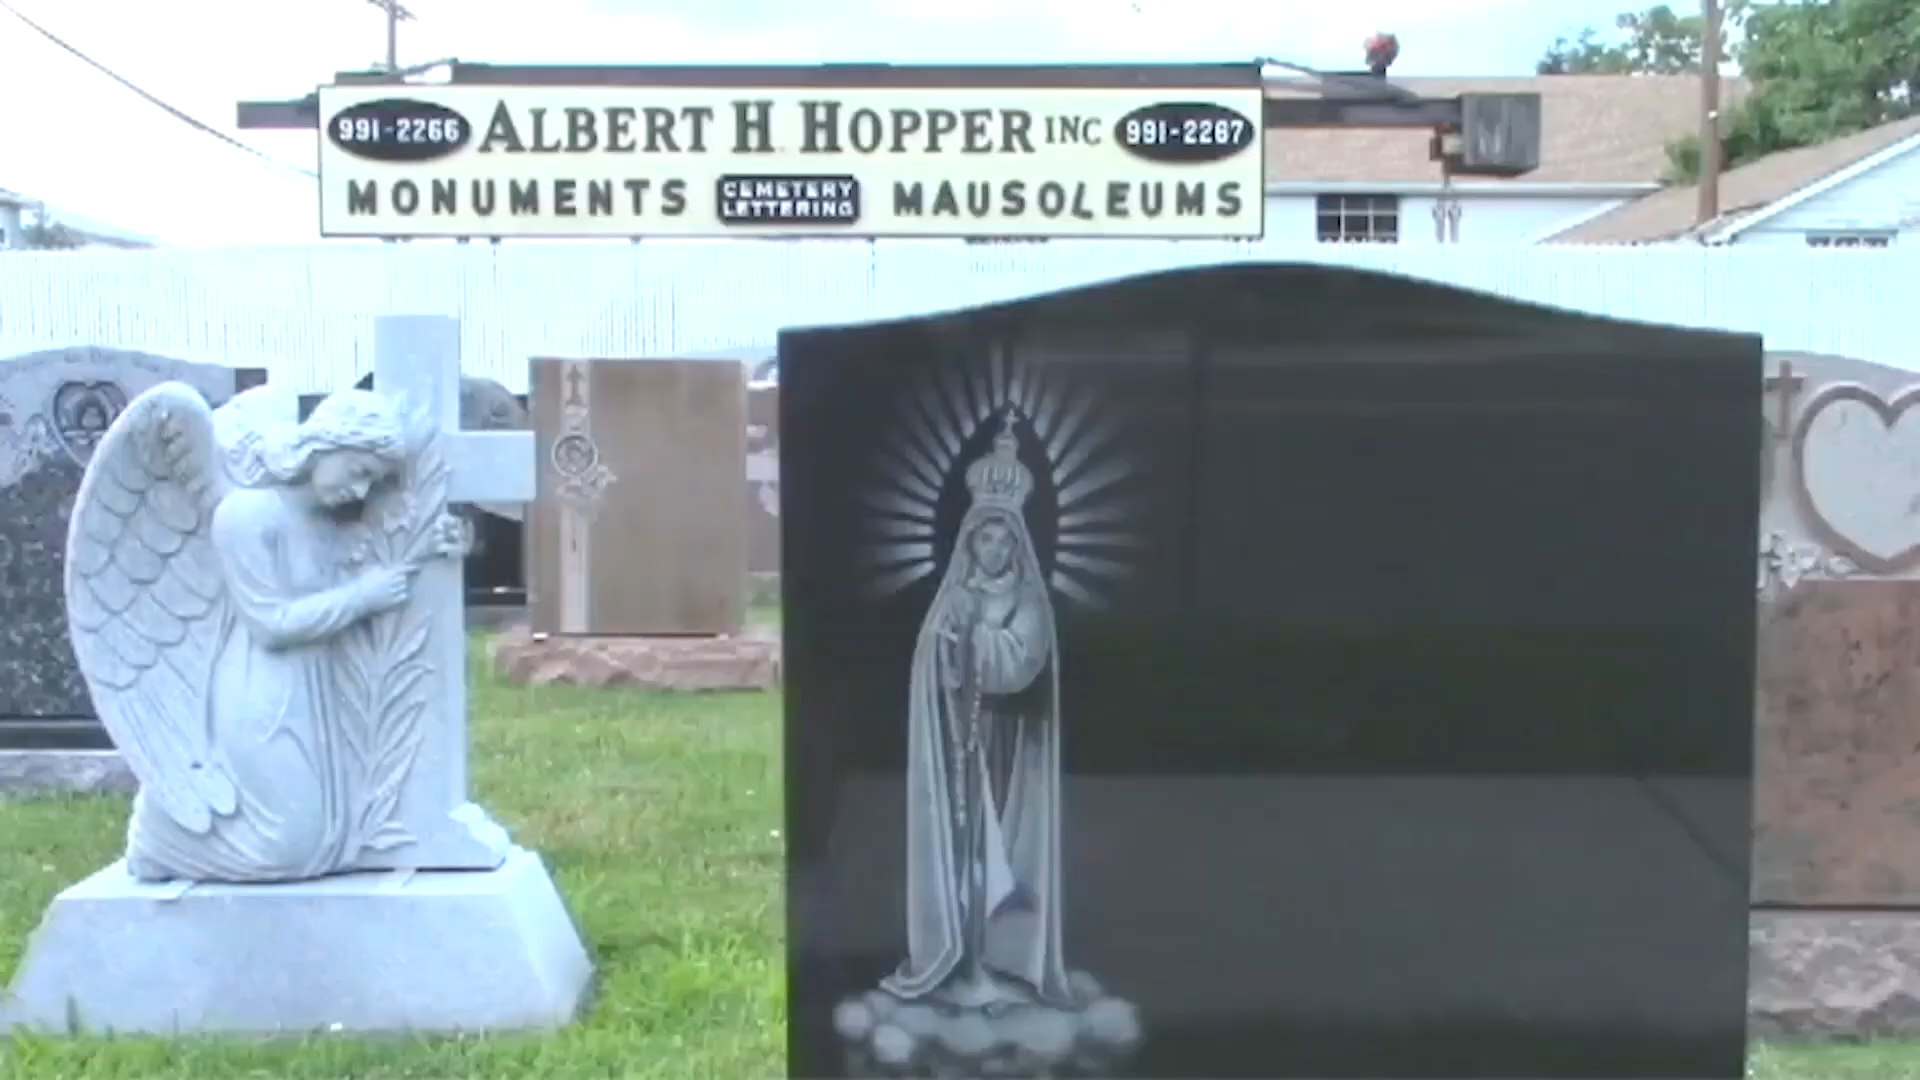 991-2266 ALBERT H. HOPPER INC 991-2267
MONUMENTS CEMETERY LETTERING MAUSOLEUMS